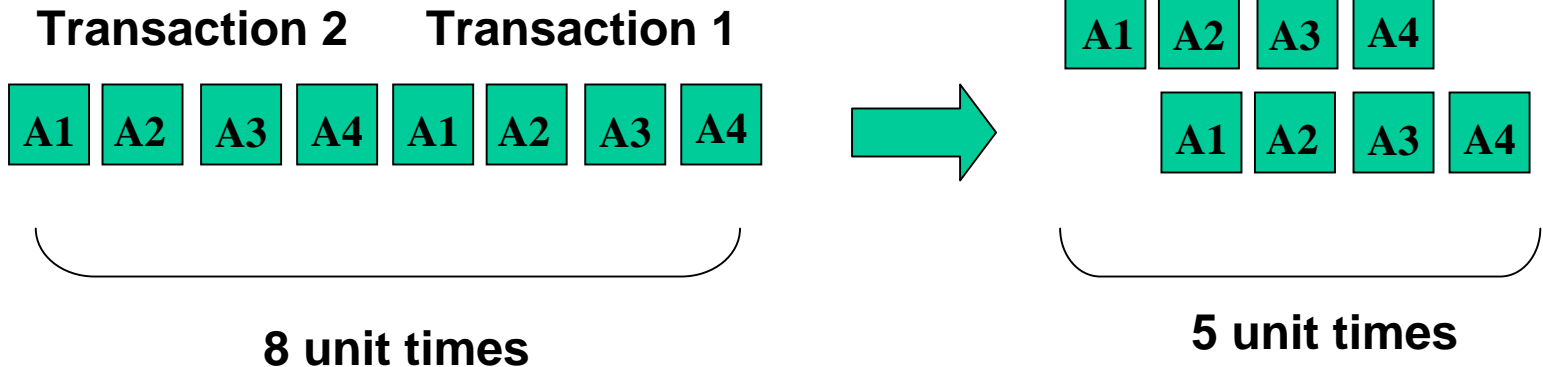 Transaction 2 Transaction 1
A1 A2 A3 A4 A1 A2 A3 A4
8 unit times
A1 A2 A3 A4
A1 A2 A3 A4
5 unit times